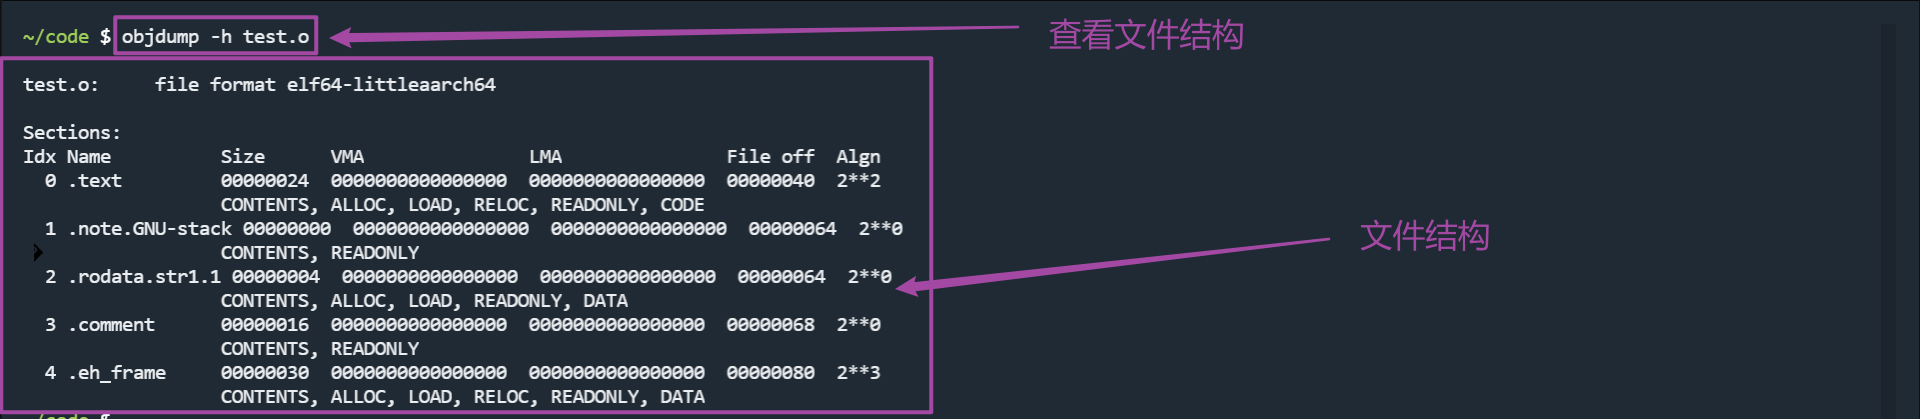 ~/code $ objdump -h test.o
查看文件结构
test.o:     file format elf64-littleaarch64
Sections:
Idx Name          Size      VMA               LMA               File off  Algn
  0 .text         00000024  0000000000000000  0000000000000000  00000040  2**2
                  CONTENTS, ALLOC, LOAD, RELOC, READONLY, CODE
  1 .note.GNU-stack 00000000  0000000000000000  0000000000000000  00000064  2**0
                  CONTENTS, READONLY
  2 .rodata.str1.1 00000004  0000000000000000  0000000000000000  00000064  2**0
                  CONTENTS, ALLOC, LOAD, READONLY, DATA
  3 .comment      00000016  0000000000000000  0000000000000000  00000068  2**0
                  CONTENTS, READONLY
  4 .eh_frame     00000030  0000000000000000  0000000000000000  00000080  2**3
                  CONTENTS, ALLOC, LOAD, RELOC, READONLY, DATA
文件结构